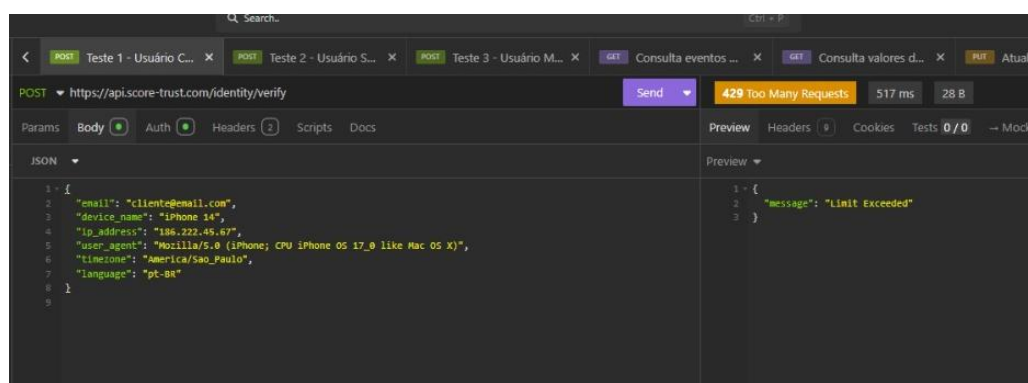 Search..
Ctrl + P
POST Teste 1 - Usuário C...
POST Teste 2 - Usuário S...
POST Teste 3 - Usuário M...
GET Consulta eventos ...
GET Consulta valores d...
PUT Atual
POST https://api.score-trust.com/identity/verify
Send
429 Too Many Requests 517 ms 28 B
Params Body Auth Headers 2 Scripts Docs
Preview Headers 9 Cookies Tests 0 / 0 → Mock
JSON
Preview
1 {
2 "email": "cliente@email.com",
3 "device_name": "iPhone 14",
4 "ip_address": "186.222.45.67",
5 "user_agent": "Mozilla/5.0 (iPhone; CPU iPhone OS 17_0 like Mac OS X)",
6 "timezone": "America/Sao_Paulo",
7 "language": "pt-BR"
8 }
9
1 {
2 "message": "Limit Exceeded"
3 }